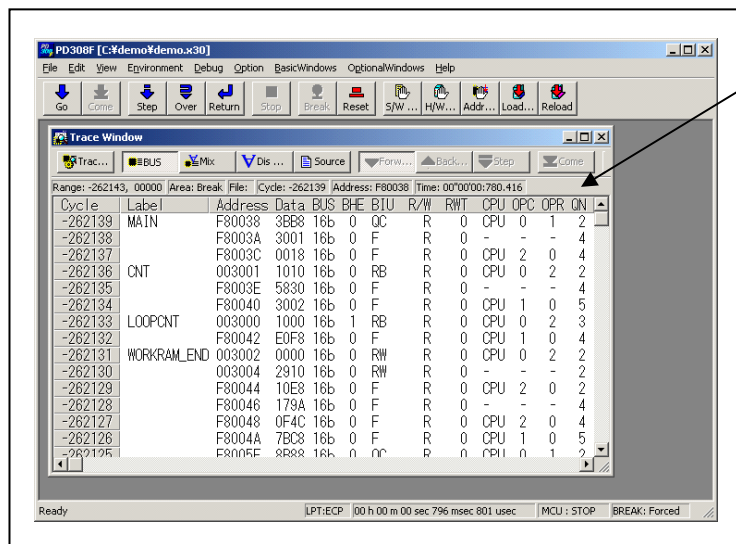 PD308F [C:¥demo¥demo.x30]
File Edit View Environment Debug Option BasicWindows OptionalWindows Help
Go Come Step Over Return Stop Break Reset S/W ... H/W... Addr... Load... Reload
Trace Window
Trac... BUS Mix Dis ... Source Forw... Back... Step Come
Range: -262143, 00000 Area: Break File: Cycle: -262139 Address: F80038 Time: 00"00'00:780.416
Cycle Label Address Data BUS BHE BIU R/W RWT CPU OPC OPR QN
-262139 MAIN F80038 3BB8 16b 0 QC R 0 CPU 0 1 2
-262138 F8003A 3001 16b 0 F R 0 - - - 4
-262137 F8003C 0018 16b 0 F R 0 CPU 2 0 4
-262136 CNT 003001 1010 16b 0 RB R 0 CPU 0 2 2
-262135 F8003E 5830 16b 0 F R 0 - - - 4
-262134 F80040 3002 16b 0 F R 0 CPU 1 0 5
-262133 LOOPCNT 003000 1000 16b 1 RB R 0 CPU 0 2 3
-262132 F80042 E0F8 16b 0 F R 0 CPU 1 0 4
-262131 WORKRAM_END 003002 0000 16b 0 RW R 0 CPU 0 2 2
-262130 003004 2910 16b 0 RW R 0 - - - 2
-262129 F80044 10E8 16b 0 F R 0 CPU 2 0 2
-262128 F80046 179A 16b 0 F R 0 - - - 4
-262127 F80048 0F4C 16b 0 F R 0 CPU 2 0 4
-262126 F8004A 7BC8 16b 0 F R 0 CPU 1 0 5
-262125 F8005E 8B88 16b 0 QC R 0 CPU 0 1 2
Ready LPT:ECP 00 h 00 m 00 sec 796 msec 801 usec MCU : STOP BREAK: Forced